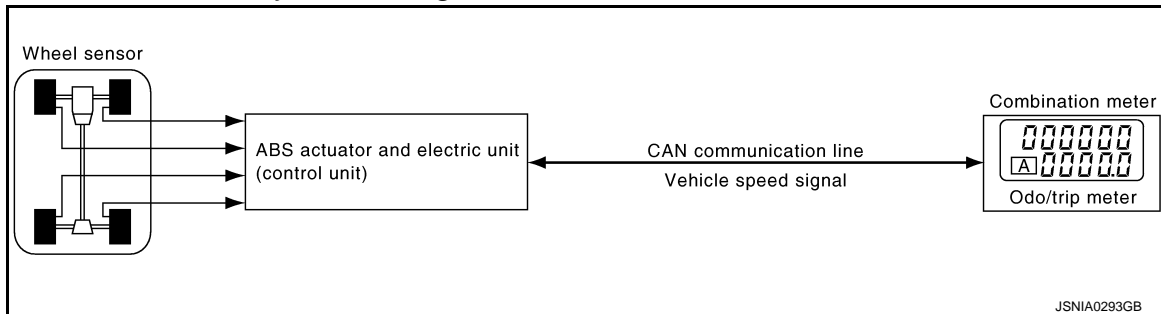 Wheel sensor
ABS actuator and electric unit
(control unit)
CAN communication line
Vehicle speed signal
Combination meter
000000
A 0000.0
Odo/trip meter
JSNIA0293GB